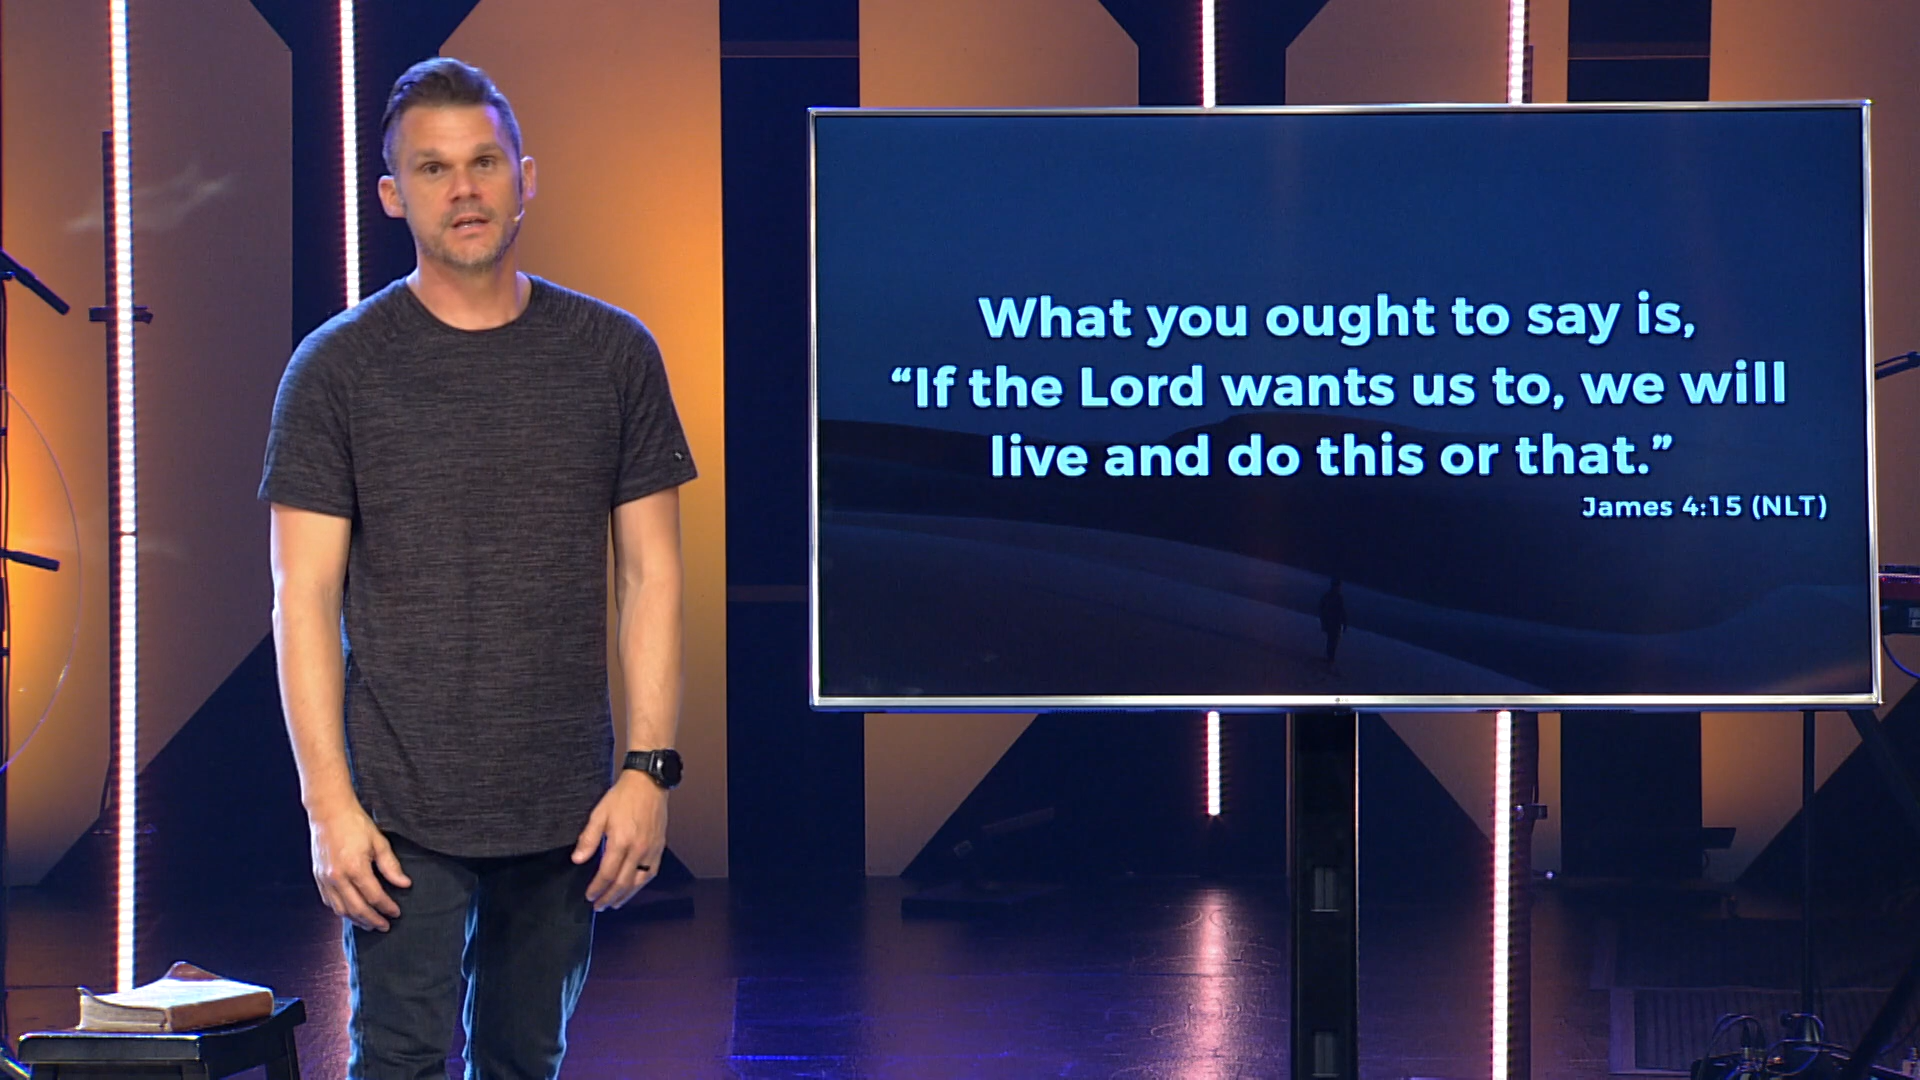 What you ought to say is,
“If the Lord wants us to, we will
live and do this or that.”
James 4:15 (NLT)